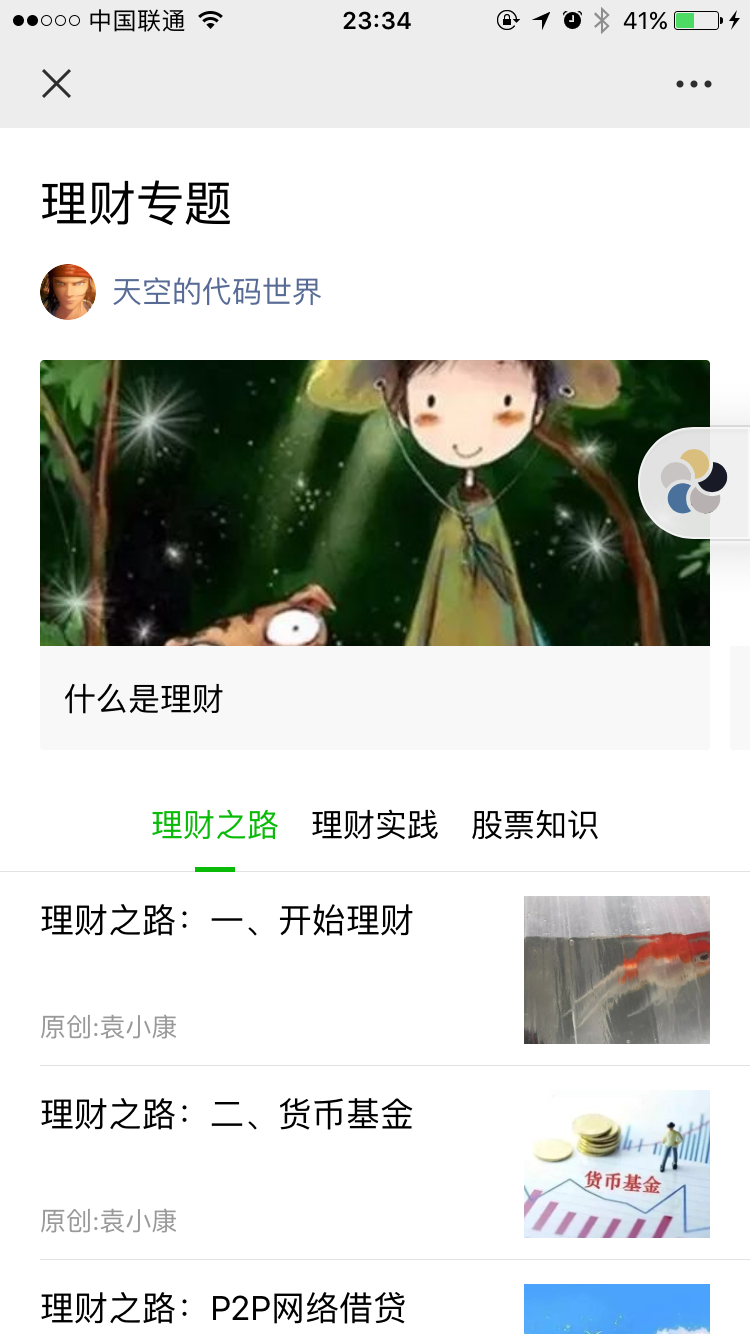 中国联通 23:34 41%
理财专题
天空的代码世界
什么是理财
理财之路 理财实践 股票知识
理财之路：一、开始理财
原创:袁小康
理财之路：二、货币基金
货币基金
原创:袁小康
理财之路：P2P网络借贷